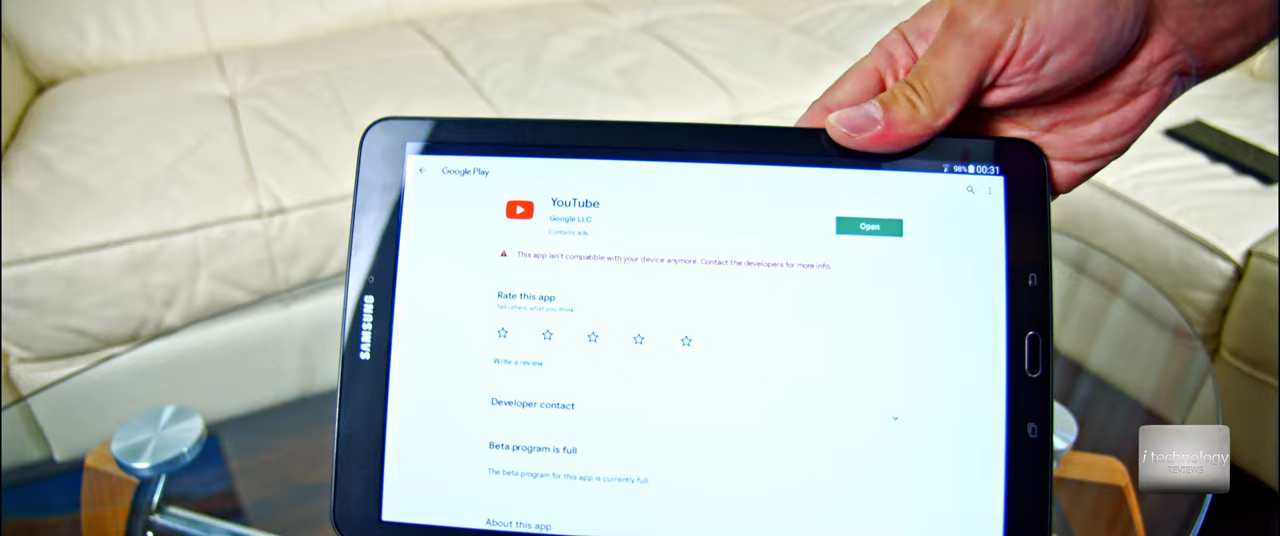 98% 00:31
Google Play
YouTube
Google LLC
Contains ads
Open
This app isn't compatible with your device anymore. Contact the developers for more info.
Rate this app
Tell others what you think
Write a review
Developer contact
Beta program is full
The beta program for this app is currently full.
About this app
SAMSUNG
i technology
REVIEWS